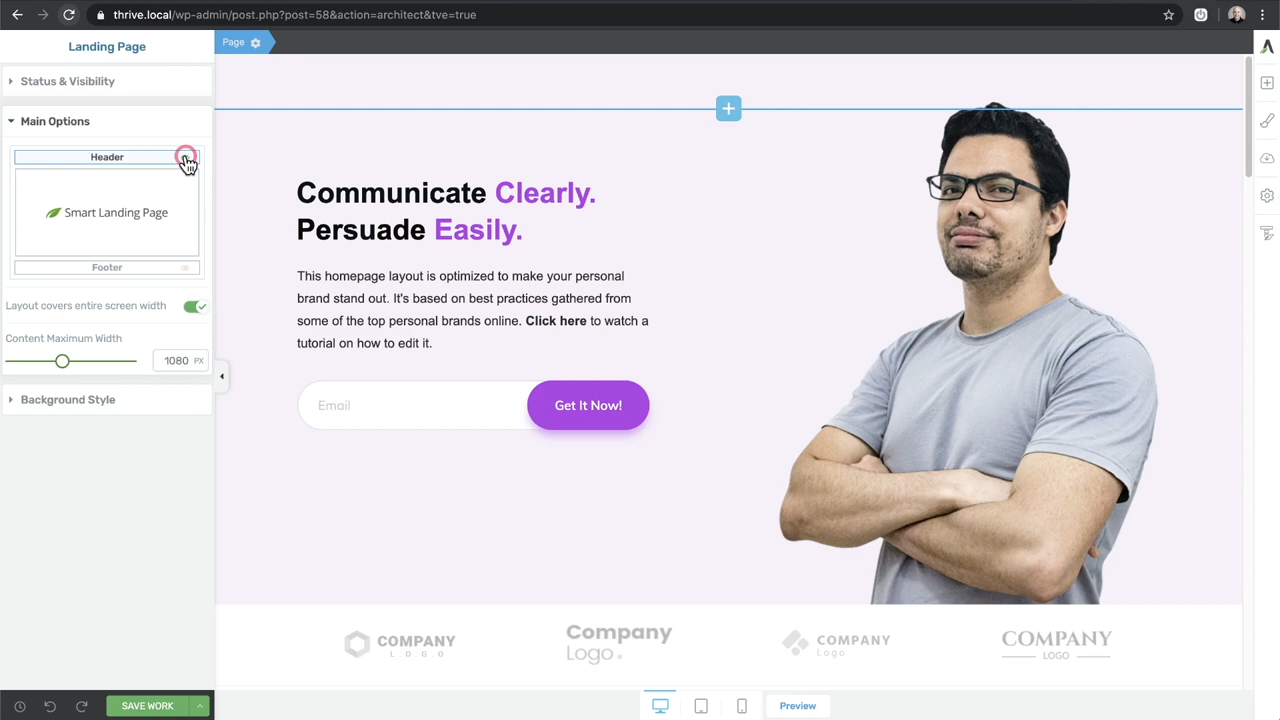 thrive.local/wp-admin/post.php?post=58&action=architect&tve=true
Landing Page
Page
Status & Visibility
Main Options
Header
Smart Landing Page
Footer
Layout covers entire screen width
Content Maximum Width
1080 PX
Background Style
Communicate Clearly.
Persuade Easily.
This homepage layout is optimized to make your personal
brand stand out. It's based on best practices gathered from
some of the top personal brands online. Click here to watch a
tutorial on how to edit it.
Email
Get It Now!
COMPANY
L.O.G.O
Company
Logo
COMPANY
Logo
COMPANY
LOGO
SAVE WORK
Preview